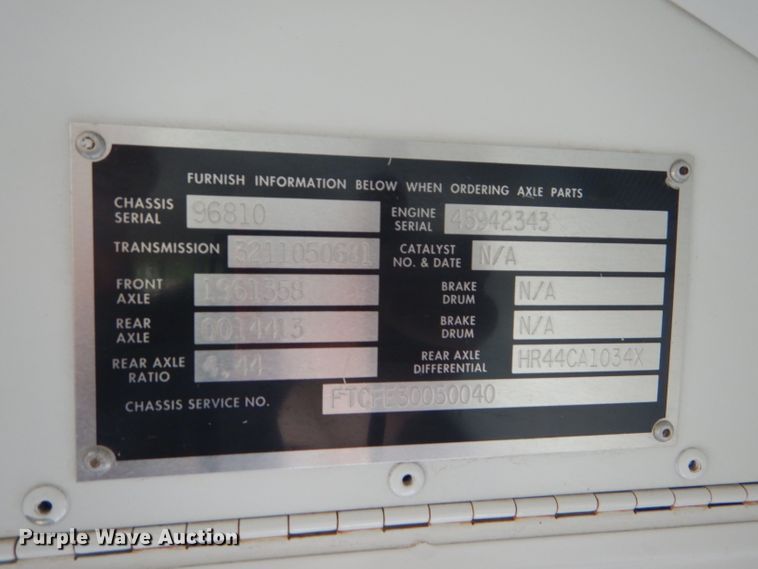 FURNISH INFORMATION BELOW WHEN ORDERING AXLE PARTS
CHASSIS SERIAL 96810 ENGINE SERIAL 45942343
TRANSMISSION 3211050681 CATALYST NO. & DATE N/A
FRONT AXLE 1961358 BRAKE DRUM N/A
REAR AXLE 6014413 BRAKE DRUM N/A
REAR AXLE RATIO 4.44 REAR AXLE DIFFERENTIAL HR44CA1034X
CHASSIS SERVICE NO. FTCFE30050040
Purple Wave Auction